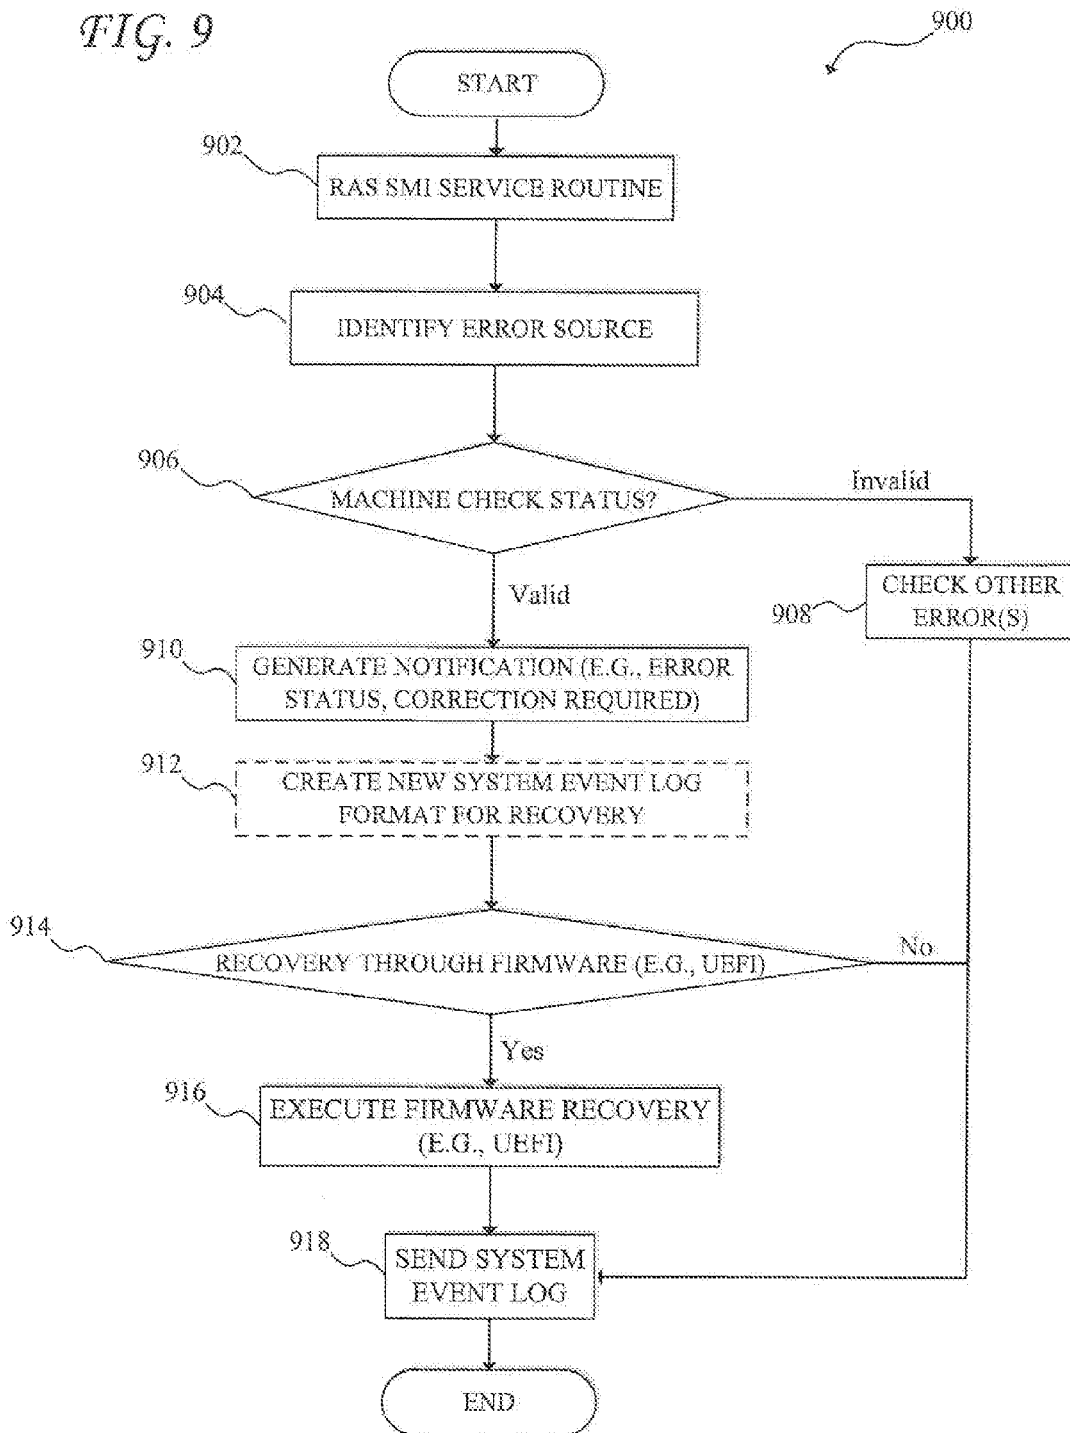 FIG. 9
900
START
902
RAS SMI SERVICE ROUTINE
904
IDENTIFY ERROR SOURCE
906
MACHINE CHECK STATUS?
Invalid
Valid
908
CHECK OTHER
ERROR(S)
910
GENERATE NOTIFICATION (E.G., ERROR
STATUS, CORRECTION REQUIRED)
912
CREATE NEW SYSTEM EVENT LOG
FORMAT FOR RECOVERY
914
RECOVERY THROUGH FIRMWARE (E.G., UEFI)
No
Yes
916
EXECUTE FIRMWARE RECOVERY
(E.G., UEFI)
918
SEND SYSTEM
EVENT LOG
END